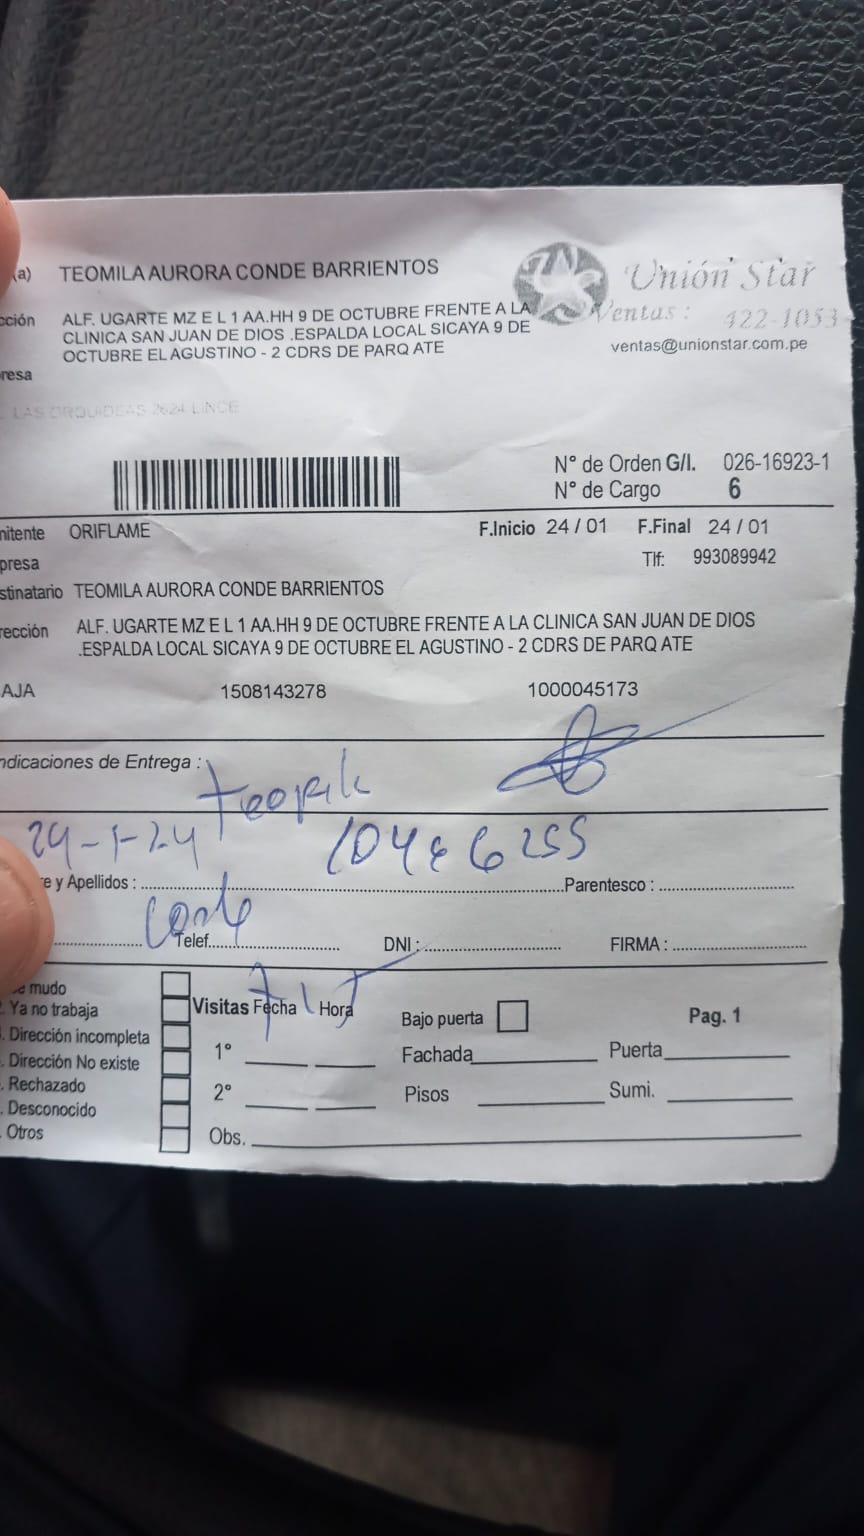 (a) TEOMILA AURORA CONDE BARRIENTOS
Unión Star
Ventas : 422-1053
cción ALF. UGARTE MZ E L 1 AA.HH 9 DE OCTUBRE FRENTE A LA
CLINICA SAN JUAN DE DIOS .ESPALDA LOCAL SICAYA 9 DE
OCTUBRE EL AGUSTINO - 2 CDRS DE PARQ ATE
ventas@unionstar.com.pe
resa
LAS ORQUIDEAS 2624 LINCE
N° de Orden G/I. 026-16923-1
N° de Cargo 6
mitente ORIFLAME F.Inicio 24 / 01 F.Final 24 / 01
presa Tlf: 993089942
stinatario TEOMILA AURORA CONDE BARRIENTOS
rección ALF. UGARTE MZ E L 1 AA.HH 9 DE OCTUBRE FRENTE A LA CLINICA SAN JUAN DE DIOS
.ESPALDA LOCAL SICAYA 9 DE OCTUBRE EL AGUSTINO - 2 CDRS DE PARQ ATE
AJA 1508143278 1000045173
ndicaciones de Entrega :
24-1-24
e y Apellidos : Parentesco :
Telef. DNI : FIRMA :
se mudo
. Ya no trabaja
. Dirección incompleta
. Dirección No existe
. Rechazado
. Desconocido
. Otros
Visitas Fecha Hora Bajo puerta Pag. 1
1° Fachada Puerta
2° Pisos Sumi.
Obs.